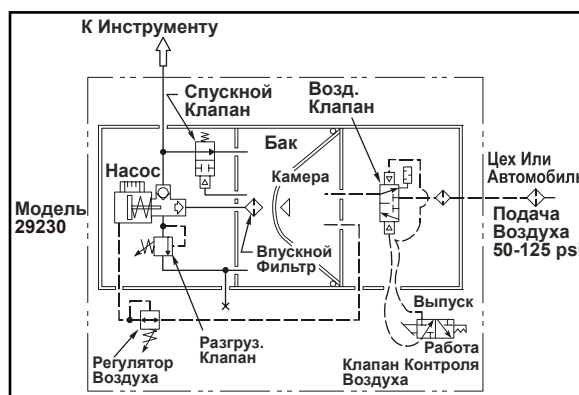 К Инструменту
Спускной
Клапан
Возд.
Клапан
Бак
Насос
Камера
Цех Или
Автомобиль
Модель
29230
Подача
Воздуха
50-125 psi
Впускной
Фильтр
Выпуск
Разгруз.
Клапан
Работа
Регулятор
Воздуха
Клапан Контроля
Воздуха